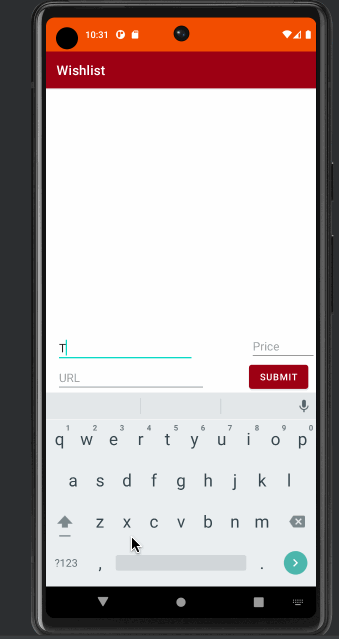 10:31
Wishlist
T
Price
URL
SUBMIT
1 2 3 4 5 6 7 8 9 0
q w e r t y u i o p
a s d f g h j k l
z x c v b n m
?123 , .